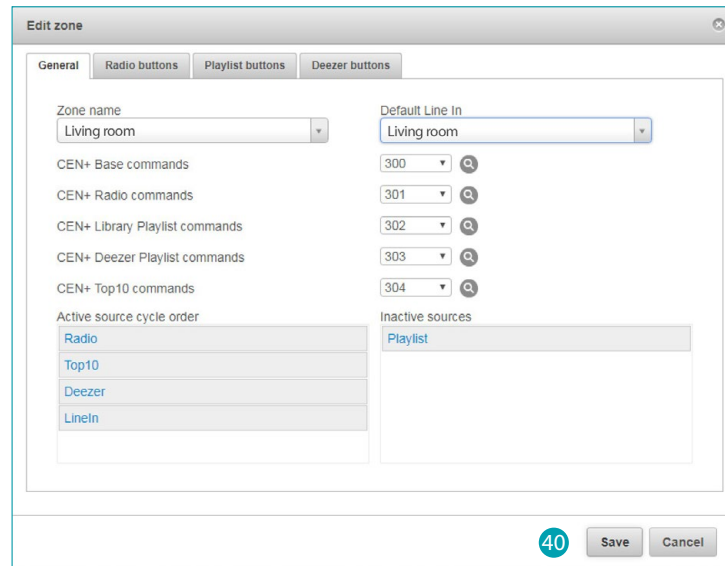 Edit zone
General Radio buttons Playlist buttons Deezer buttons
Zone name Default Line In
Living room Living room
CEN+ Base commands 300
CEN+ Radio commands 301
CEN+ Library Playlist commands 302
CEN+ Deezer Playlist commands 303
CEN+ Top10 commands 304
Active source cycle order Inactive sources
Radio Playlist
Top10
Deezer
LineIn
40 Save Cancel